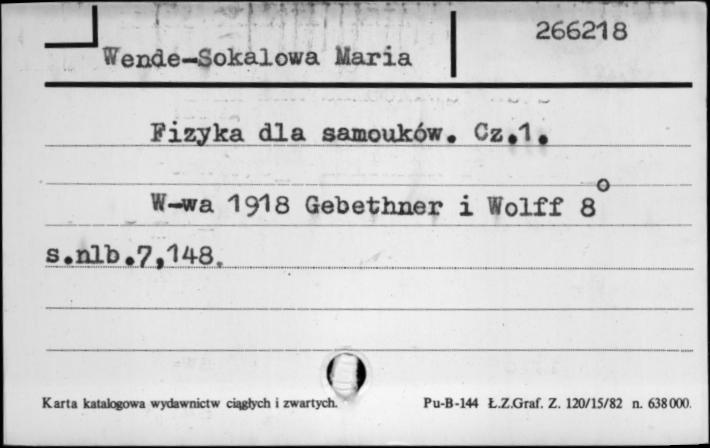 266218
Wende-Sokalowa Maria
Fizyka dla samouków. Cz.1.
W-wa 1918 Gebethner i Wolff 8°
s.nlb.7,148.
Karta katalogowa wydawnictw ciągłych i zwartych.
Pu-B-144 Ł.Z.Graf. Z. 120/15/82 n. 638000.